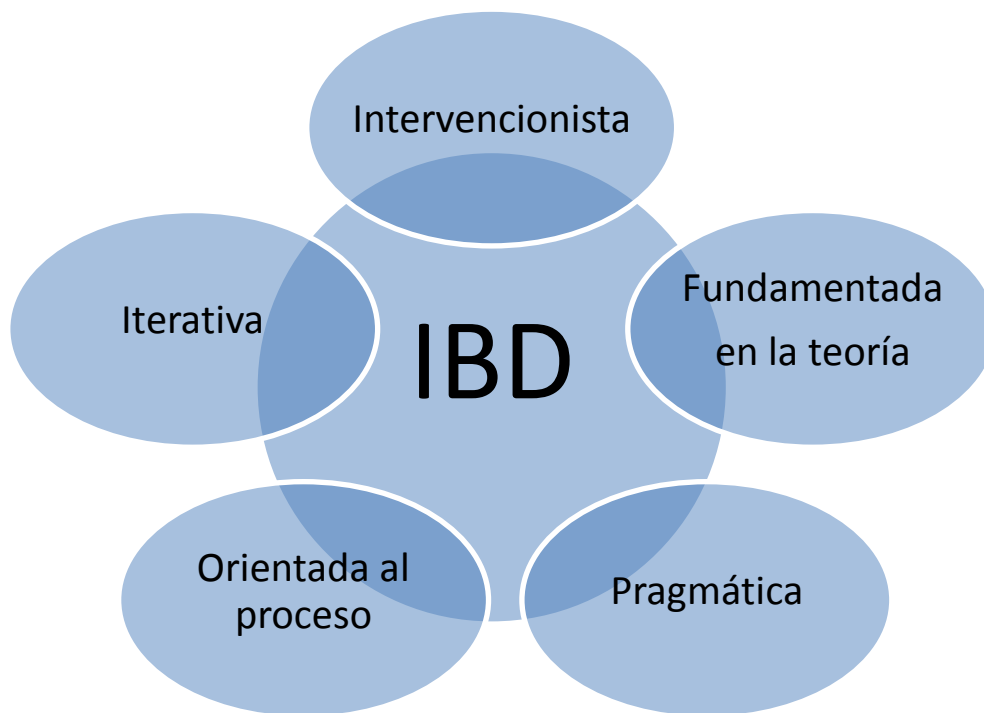 Intervencionista
Fundamentada
en la teoría
Iterativa
IBD
Orientada al
proceso
Pragmática